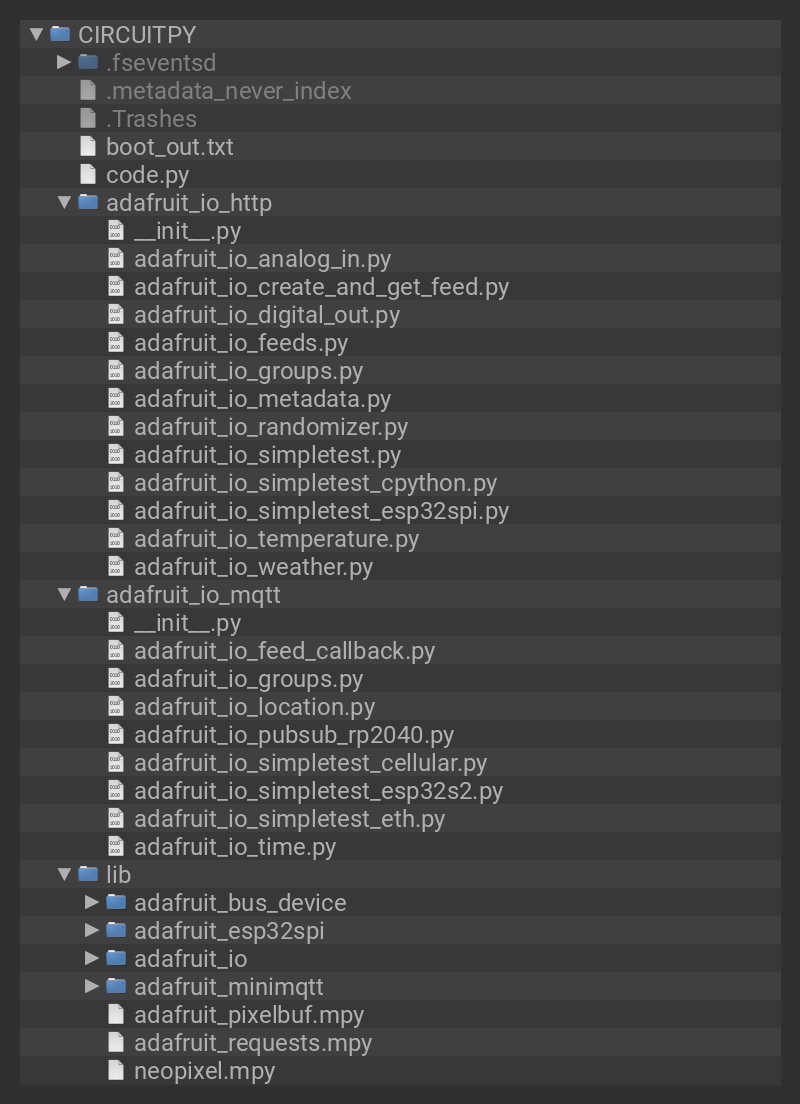 CIRCUITPY
.fseventsd
.metadata_never_index
.Trashes
boot_out.txt
code.py
adafruit_io_http
__init__.py
adafruit_io_analog_in.py
adafruit_io_create_and_get_feed.py
adafruit_io_digital_out.py
adafruit_io_feeds.py
adafruit_io_groups.py
adafruit_io_metadata.py
adafruit_io_randomizer.py
adafruit_io_simpletest.py
adafruit_io_simpletest_cpython.py
adafruit_io_simpletest_esp32spi.py
adafruit_io_temperature.py
adafruit_io_weather.py
adafruit_io_mqtt
__init__.py
adafruit_io_feed_callback.py
adafruit_io_groups.py
adafruit_io_location.py
adafruit_io_pubsub_rp2040.py
adafruit_io_simpletest_cellular.py
adafruit_io_simpletest_esp32s2.py
adafruit_io_simpletest_eth.py
adafruit_io_time.py
lib
adafruit_bus_device
adafruit_esp32spi
adafruit_io
adafruit_minimqtt
adafruit_pixelbuf.mpy
adafruit_requests.mpy
neopixel.mpy